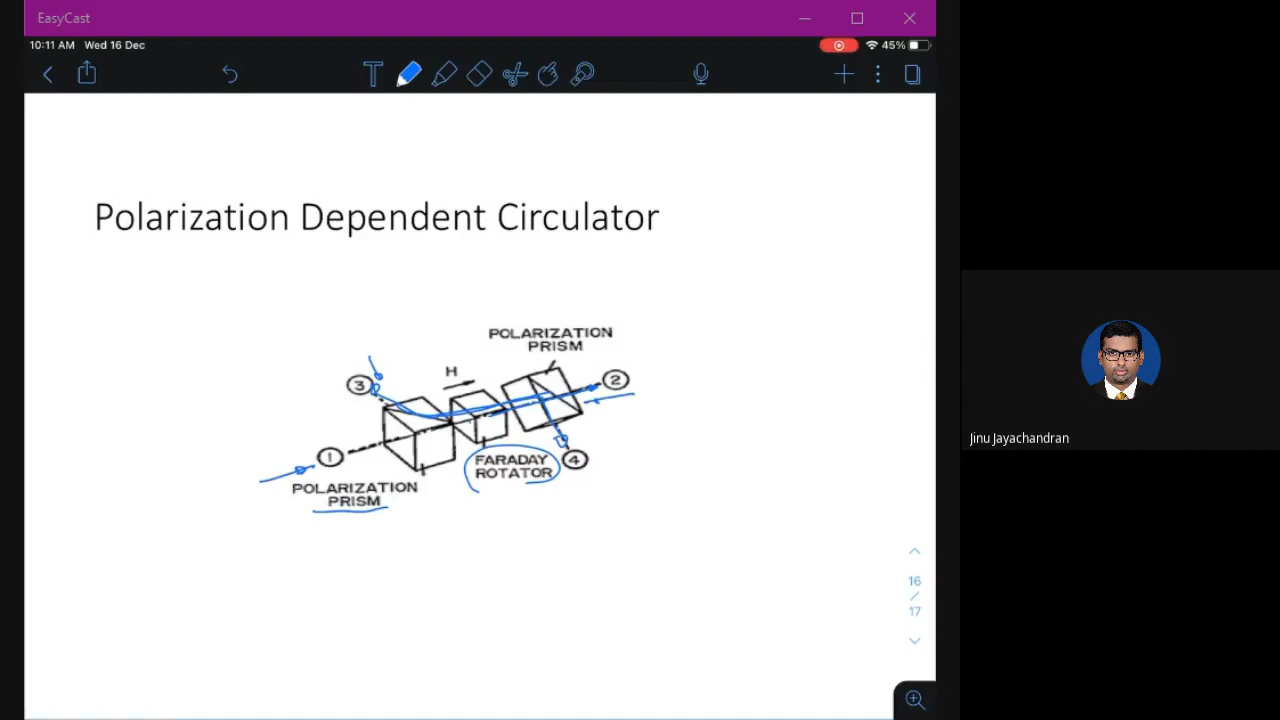 EasyCast
10:11 AM Wed 16 Dec
45%
Polarization Dependent Circulator
POLARIZATION
PRISM
H
3
2
1
FARADAY
ROTATOR
4
POLARIZATION
PRISM
Jinu Jayachandran
16
/
17